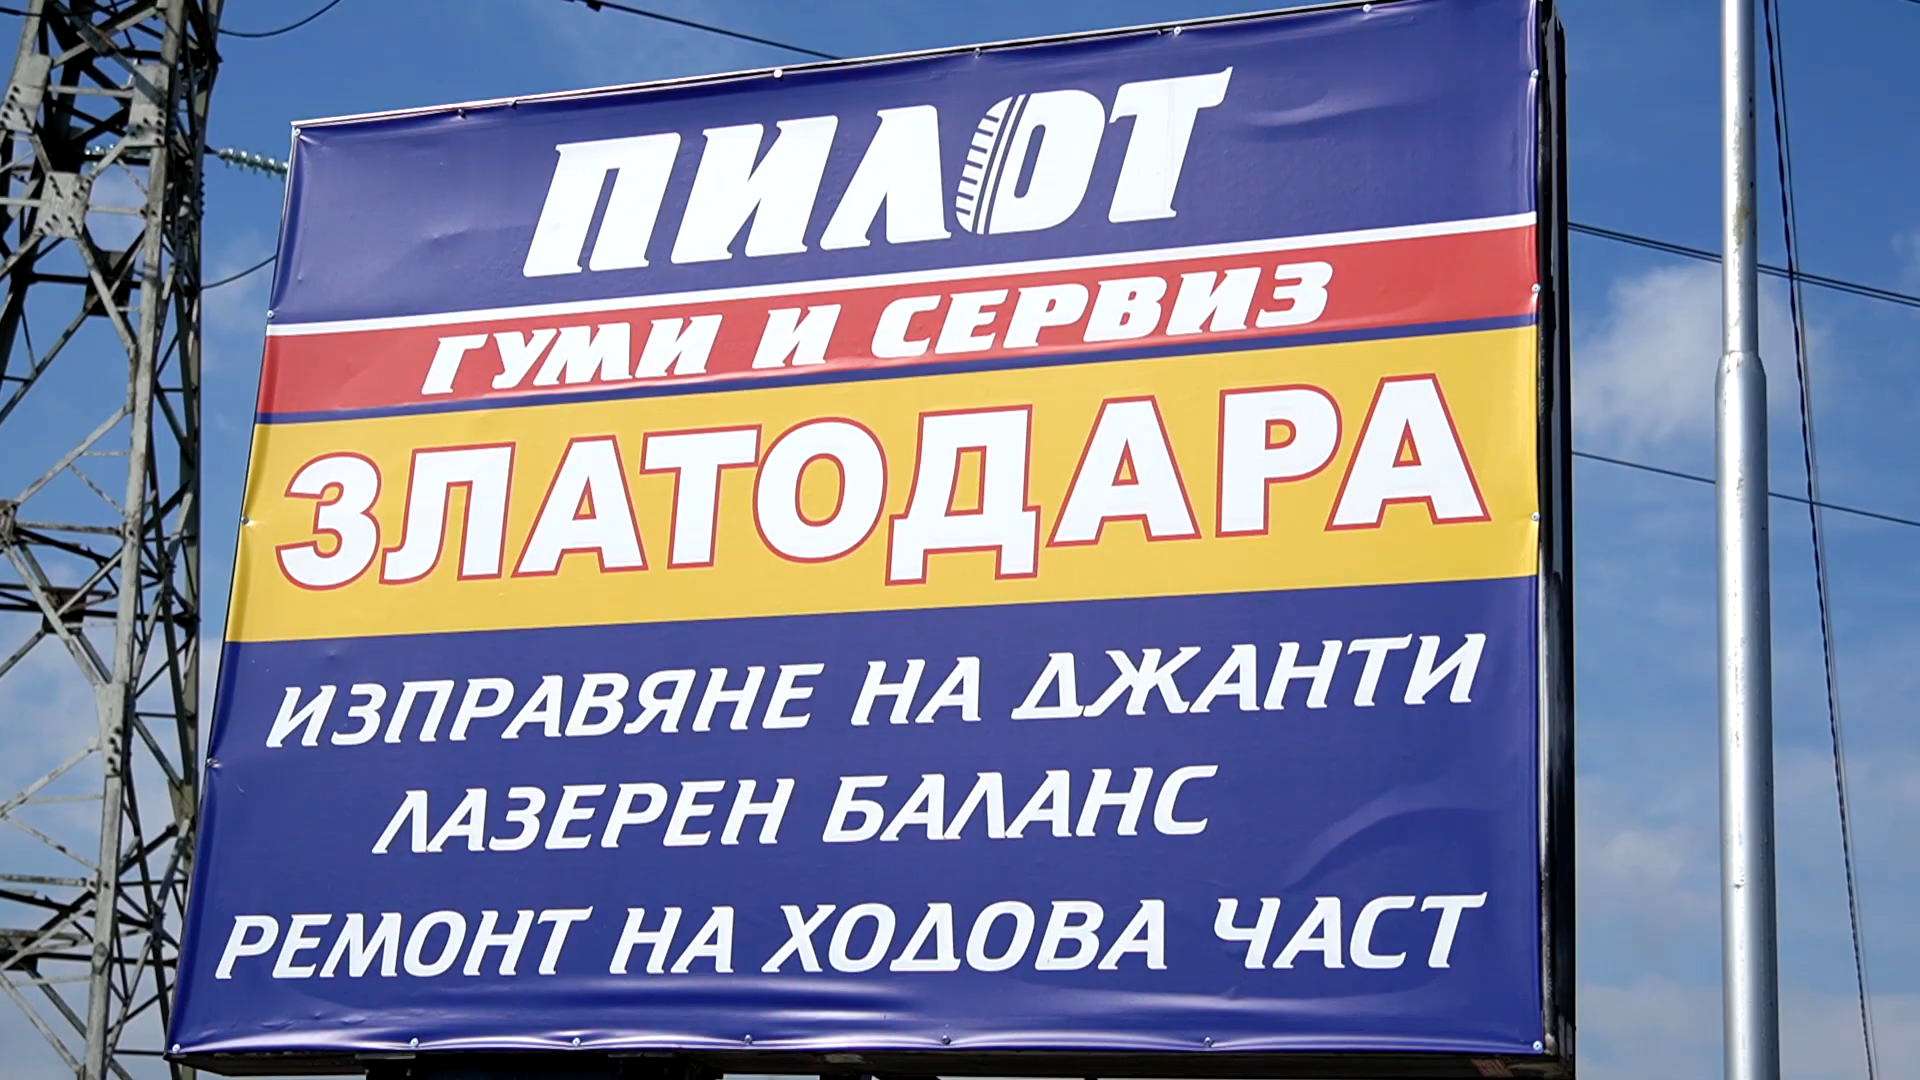 ПИЛОТ
ГУМИ И СЕРВИЗ
ЗЛАТОДАРА
ИЗПРАВЯНЕ НА ДЖАНТИ
ЛАЗЕРЕН БАЛАНС
РЕМОНТ НА ХОДОВА ЧАСТ